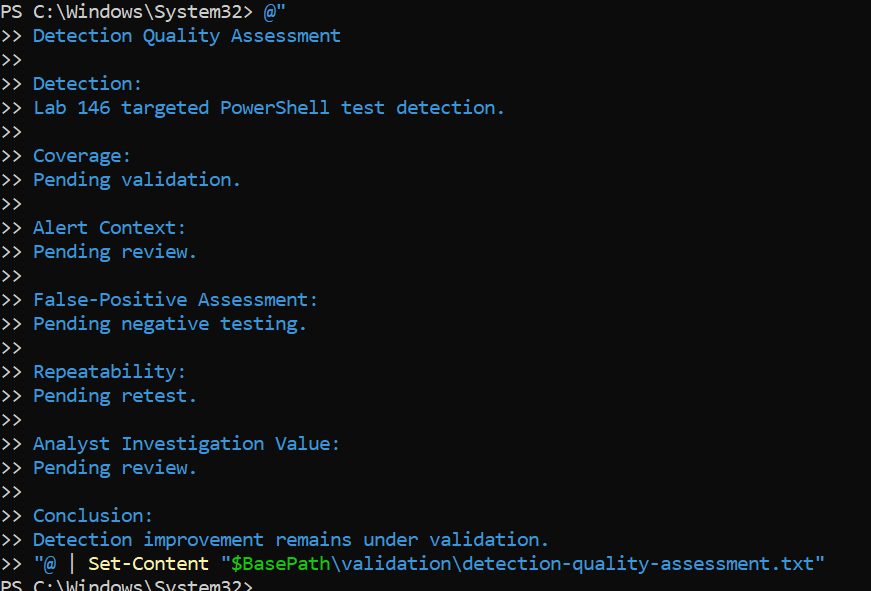 PS C:\Windows\System32> @"
>> Detection Quality Assessment
>>
>> Detection:
>> Lab 146 targeted PowerShell test detection.
>>
>> Coverage:
>> Pending validation.
>>
>> Alert Context:
>> Pending review.
>>
>> False-Positive Assessment:
>> Pending negative testing.
>>
>> Repeatability:
>> Pending retest.
>>
>> Analyst Investigation Value:
>> Pending review.
>>
>> Conclusion:
>> Detection improvement remains under validation.
>> "@ | Set-Content "$BasePath\validation\detection-quality-assessment.txt"
PS C:\Windows\System32>